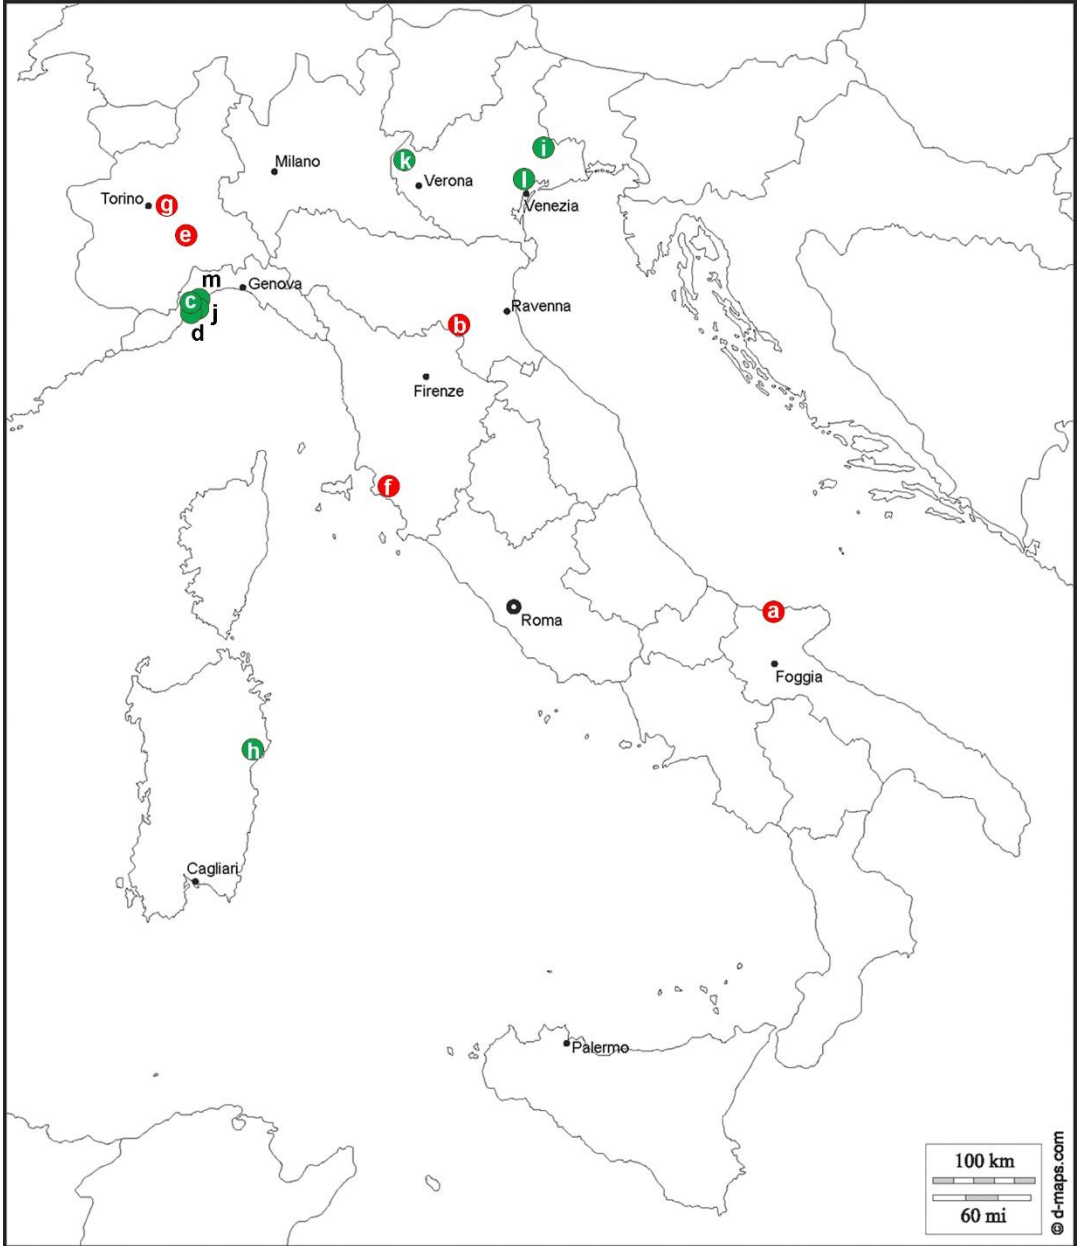 i
Milano
k
l
Verona
Torino
g
Venezia
e
m
Genova
c
j
Ravenna
b
d
Firenze
f
Roma
a
Foggia
h
Cagliari
Palermo
100 km
60 mi
© d-maps.com